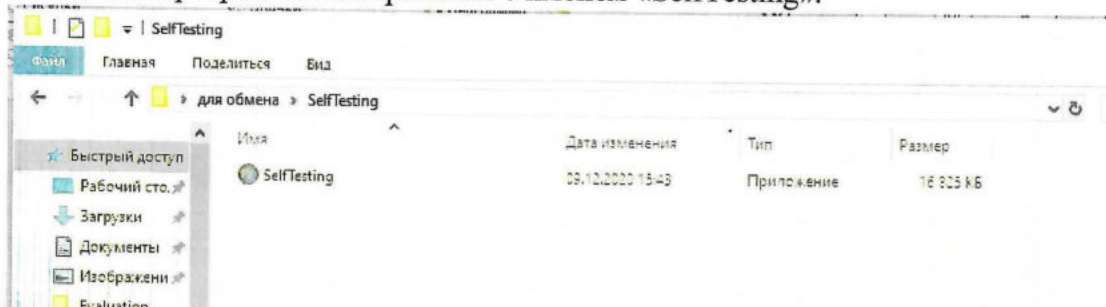 «SelfTesting».
SelfTesting
Файл Главная Поделиться Вид
для обмена › SelfTesting
Имя Дата изменения Тип Размер
Быстрый доступ
SelfTesting 09.12.2020 15:43 Приложение 16 825 КБ
Рабочий сто.
Загрузки
Документы
Изображени
Evaluation